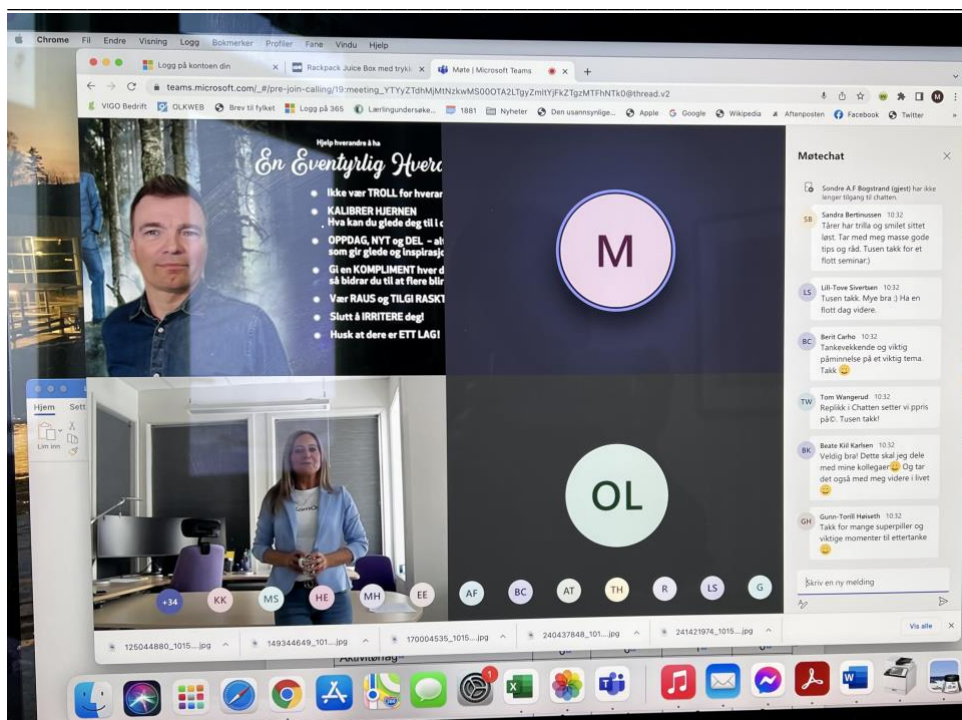 Chrome Fil Endre Visning Logg Bokmerker Profiler Fane Vindu Hjelp
Logg på kontoen din
Rackpack Juice Box med trykk
Møte | Microsoft Teams
teams.microsoft.com/_#/pre-join-calling/19:meeting_
VIGO Bedrift OLKWEB Brev til fylket Logg på 365 Lærlingundersøke... 1881 Nyheter Den usannsynlige... Apple Google Wikipedia Aftenposten Facebook Twitter
Hjelp hverandre å ha
En Eventyrlig Hverd
Ikke vær TROLL for hveran
KALIBRER HJERNEN
Hva kan du glede deg til i d
OPPDAG, NYT og DEL – al
som gir glede og inspirasjo
Gi en KOMPLIMENT hver d
så bidrar du til at flere blir
Vær RAUS og TILGI RASKT
Slutt å IRRITERE deg!
Husk at dere er ETT LAG!
M
OL
+34 KK MS HE MH EE AF BC AT TH R LS G
Møtechat
Sondre A.F Bogstrand (gjest) har ikke
lenger tilgang til chatten.
SB
Sandra Bertinussen 10:32
Tårer har trilla og smilet sittet
løst. Tar med meg masse gode
tips og råd. Tusen takk for et
flott seminar:)
LS
Lill-Tove Sivertsen 10:32
Tusen takk. Mye bra ;) Ha en
flott dag videre.
BC
Berit Carho 10:32
Tankevekkende og viktig
påminnelse på et viktig tema.
Takk 😀
TW
Tom Wangerud 10:32
Replikk i Chatten setter vi ppris
på©. Tusen takk!
BK
Beate Kiil Karlsen 10:32
Veldig bra! Dette skal jeg dele
med mine kollegaer😀 Og tar
det også med meg videre i livet
😀
GH
Gunn-Torill Høiseth 10:32
Takk for mange superpiller og
viktige momenter til ettertanke
😀
Skriv en ny melding
Hjem Sett
Lim inn
125044880_1015....jpg 149344649_101....jpg 170004535_1015....jpg 240437848_101....jpg 241421974_1015....jpg Vis alle
1